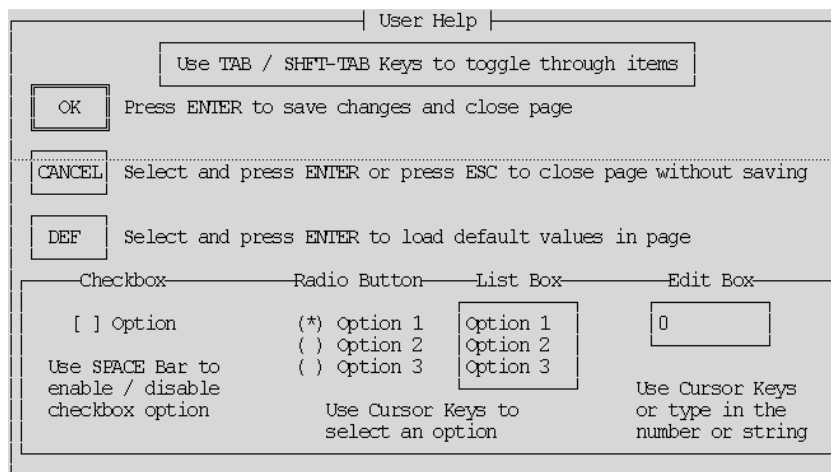 User Help
Use TAB / SHFT-TAB Keys to toggle through items
OK Press ENTER to save changes and close page
CANCEL Select and press ENTER or press ESC to close page without saving
DEF Select and press ENTER to load default values in page
Checkbox Radio Button List Box Edit Box
[ ] Option (*) Option 1 Option 1 0
( ) Option 2 Option 2
Use SPACE Bar to ( ) Option 3 Option 3
enable / disable Use Cursor Keys
checkbox option Use Cursor Keys to or type in the
select an option number or string